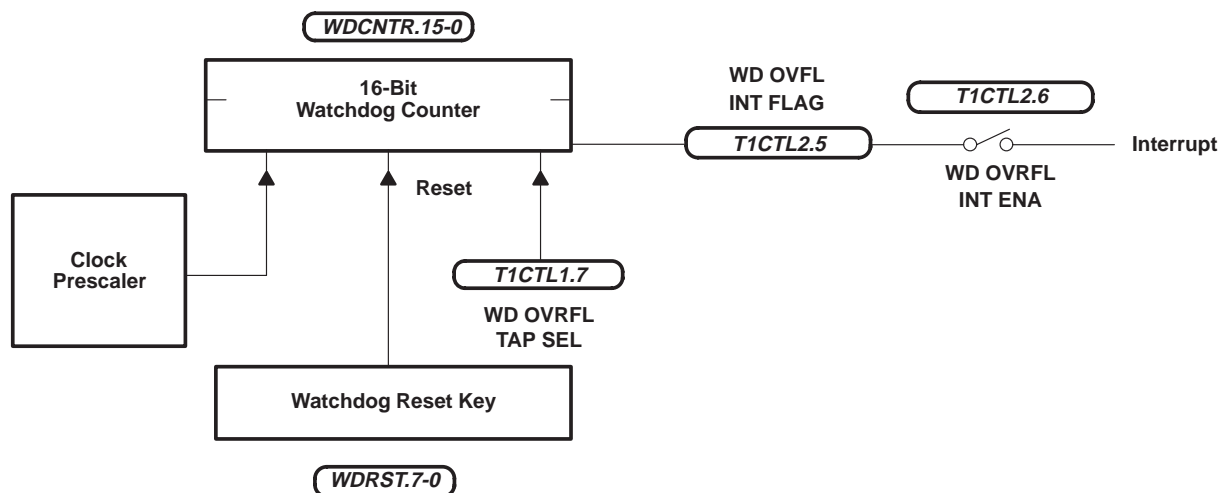 WDCNTR.15-0
16-Bit
Watchdog Counter
WD OVFL
INT FLAG
T1CTL2.6
T1CTL2.5
Interrupt
WD OVRFL
INT ENA
Reset
Clock
Prescaler
T1CTL1.7
WD OVRFL
TAP SEL
Watchdog Reset Key
WDRST.7-0